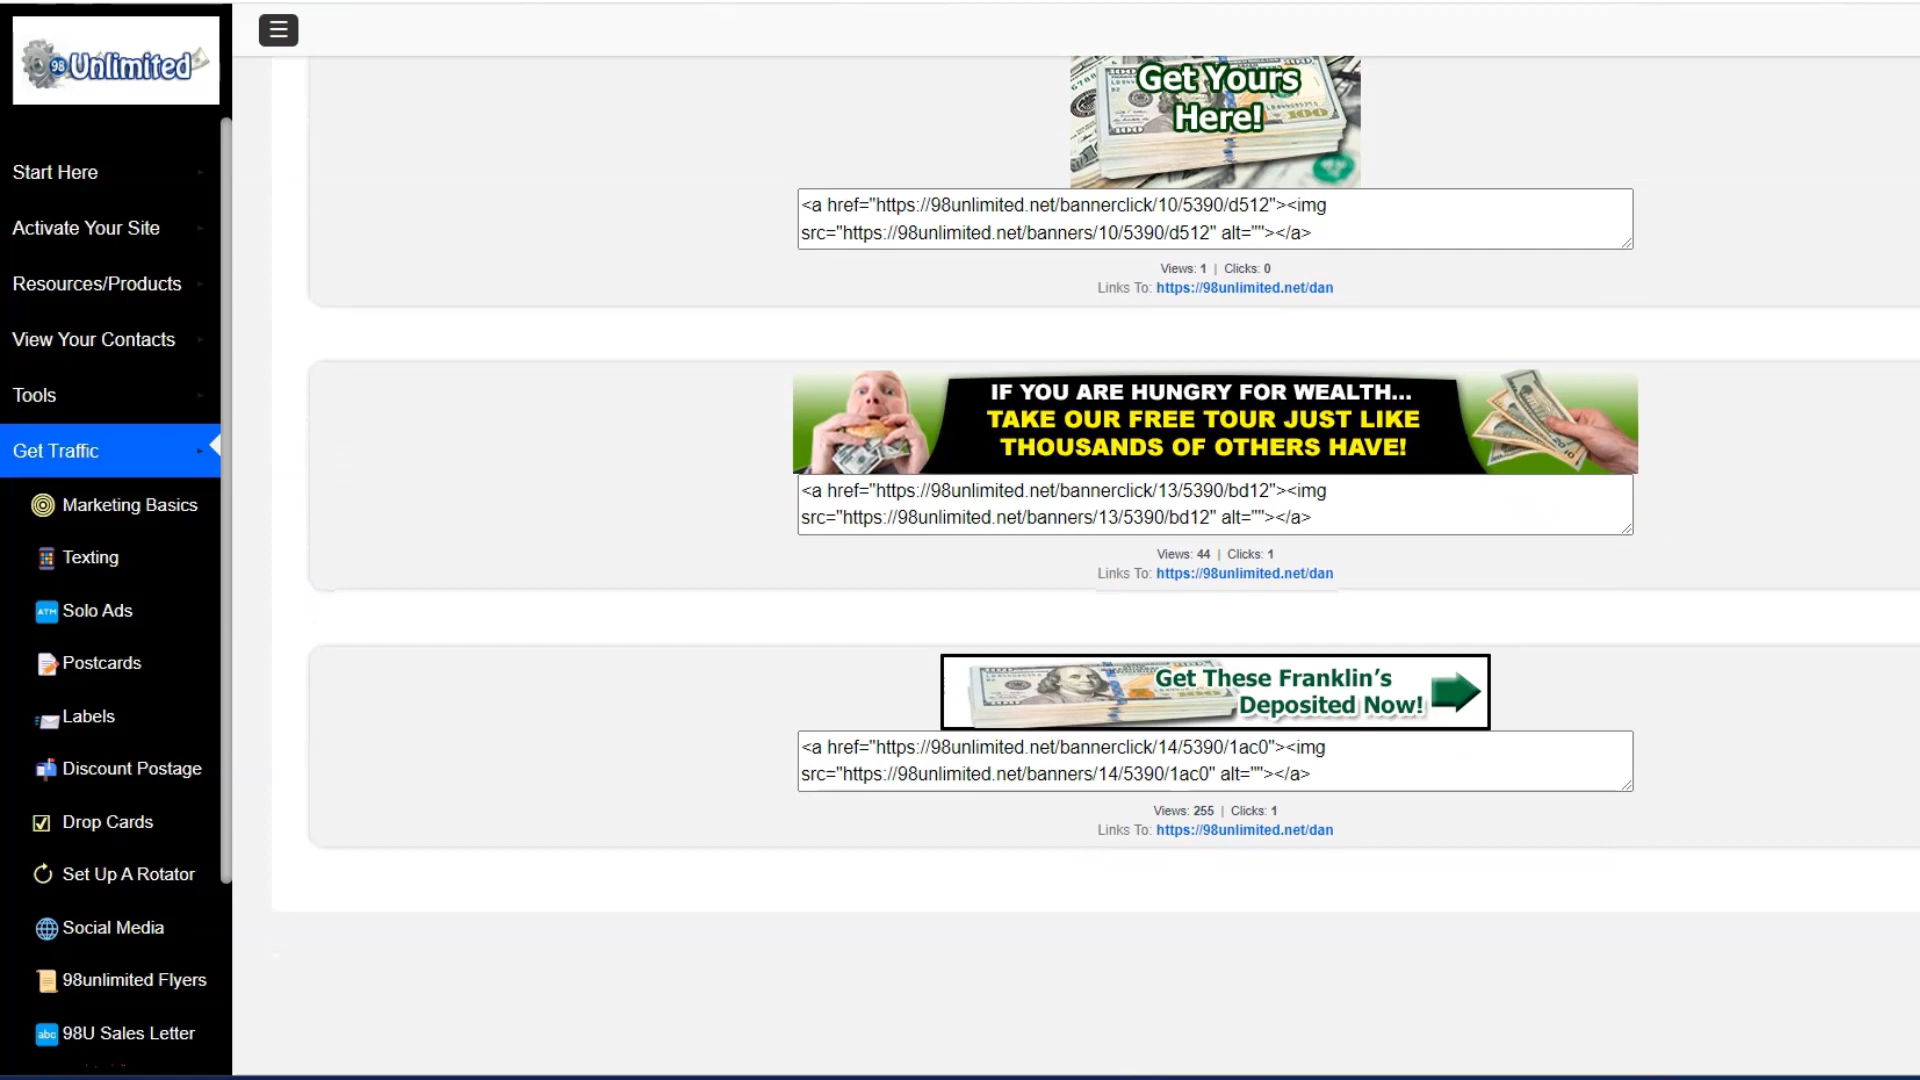 98 Unlimited
Start Here
Activate Your Site
Resources/Products
View Your Contacts
Tools
Get Traffic
Marketing Basics
Texting
ATM Solo Ads
Postcards
Labels
Discount Postage
Drop Cards
Set Up A Rotator
Social Media
98unlimited Flyers
abc 98U Sales Letter
Get Yours
Here!
<a href="https://98unlimited.net/bannerclick/10/5390/d512"><img
src="https://98unlimited.net/banners/10/5390/d512" alt=""></a>
Views: 1 | Clicks: 0
Links To: https://98unlimited.net/dan
IF YOU ARE HUNGRY FOR WEALTH...
TAKE OUR FREE TOUR JUST LIKE
THOUSANDS OF OTHERS HAVE!
<a href="https://98unlimited.net/bannerclick/13/5390/bd12"><img
src="https://98unlimited.net/banners/13/5390/bd12" alt=""></a>
Views: 44 | Clicks: 1
Links To: https://98unlimited.net/dan
Get These Franklin's
Deposited Now!
<a href="https://98unlimited.net/bannerclick/14/5390/1ac0"><img
src="https://98unlimited.net/banners/14/5390/1ac0" alt=""></a>
Views: 255 | Clicks: 1
Links To: https://98unlimited.net/dan